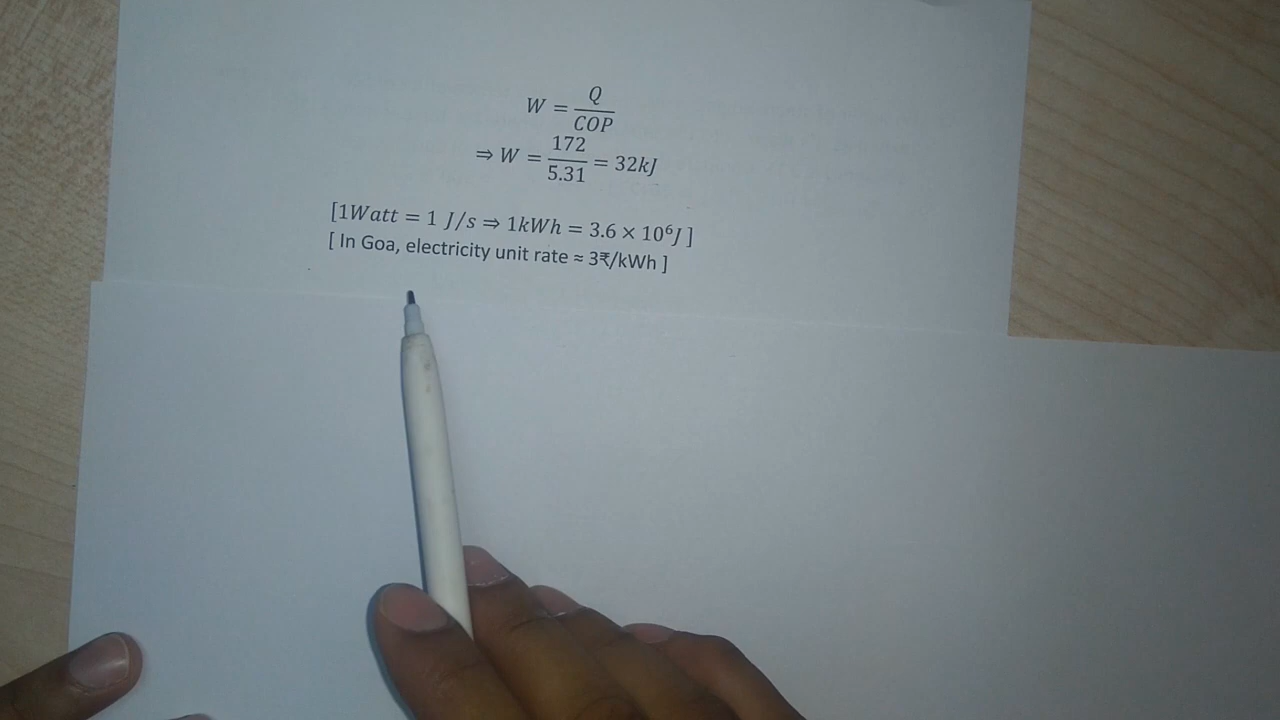 W = Q/COP
⇒ W = 172/5.31 = 32kJ
[1Watt = 1 J/s ⇒ 1kWh = 3.6 × 10⁶J ]
[ In Goa, electricity unit rate ≈ 3₹/kWh ]